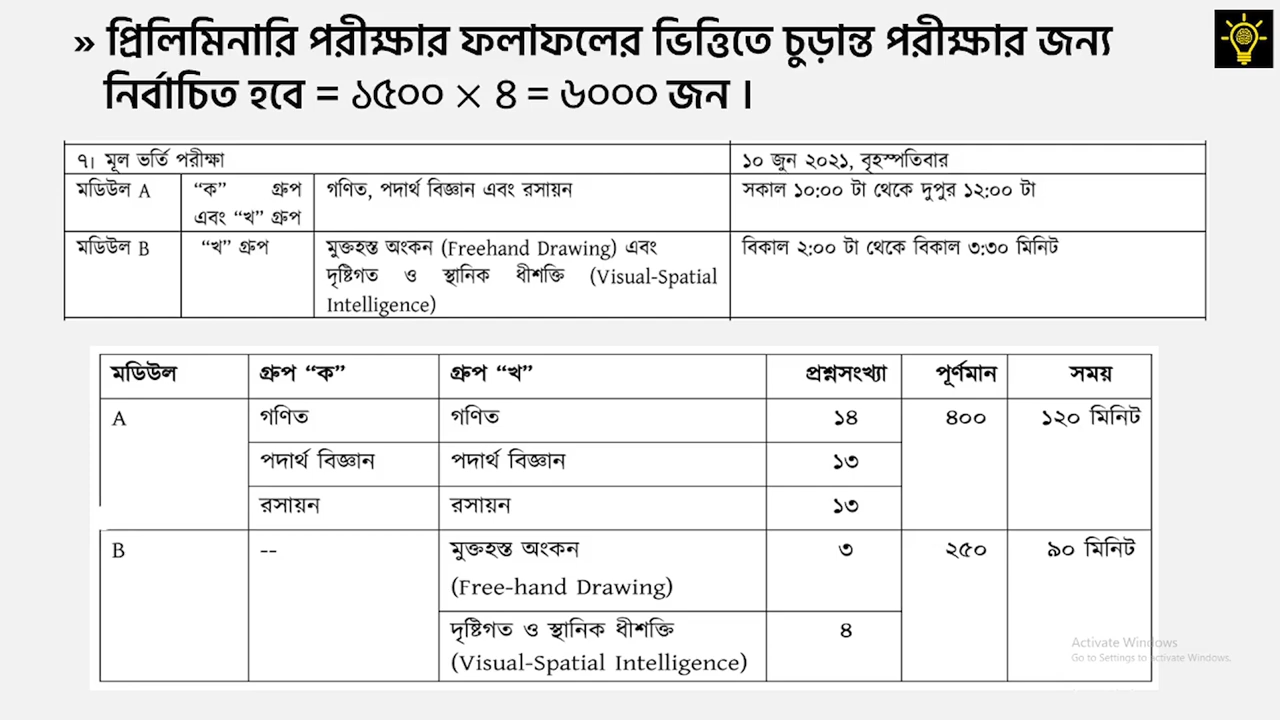 » প্রিলিমিনারি পরীক্ষার ফলাফলের ভিত্তিতে চুড়ান্ত পরীক্ষার জন্য
নির্বাচিত হবে = ১৫০০ × ৪ = ৬০০০ জন ।
৭। মূল ভর্তি পরীক্ষা ১০ জুন ২০২১, বৃহস্পতিবার
মডিউল A “ক” গ্রুপ গণিত, পদার্থ বিজ্ঞান এবং রসায়ন সকাল ১০:০০ টা থেকে দুপুর ১২:০০ টা
এবং “খ” গ্রুপ
মডিউল B “খ” গ্রুপ মুক্তহস্ত অংকন (Freehand Drawing) এবং বিকাল ২:০০ টা থেকে বিকাল ৩:৩০ মিনিট
দৃষ্টিগত ও স্থানিক ধীশক্তি (Visual-Spatial
Intelligence)
মডিউল গ্রুপ “ক” গ্রুপ “খ” প্রশ্নসংখ্যা পূর্ণমান সময়
A গণিত গণিত ১৪ ৪০০ ১২০ মিনিট
পদার্থ বিজ্ঞান পদার্থ বিজ্ঞান ১৩
রসায়ন রসায়ন ১৩
B -- মুক্তহস্ত অংকন ৩ ২৫০ ৯০ মিনিট
(Free-hand Drawing)
দৃষ্টিগত ও স্থানিক ধীশক্তি ৪
(Visual-Spatial Intelligence)
Activate Windows
Go to Settings to activate Windows.